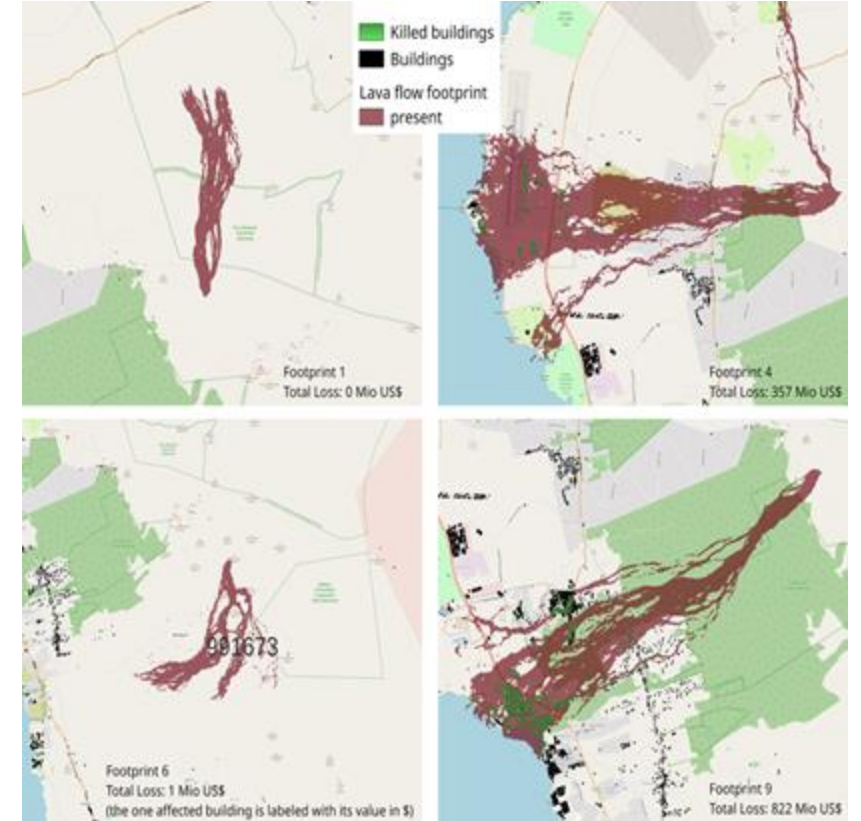 Killed buildings
Buildings
Lava flow footprint
present
Footprint 1
Total Loss: 0 Mio US$
Footprint 4
Total Loss: 357 Mio US$
991673
Footprint 6
Total Loss: 1 Mio US$
(the one affected building is labeled with its value in $)
Footprint 9
Total Loss: 822 Mio US$